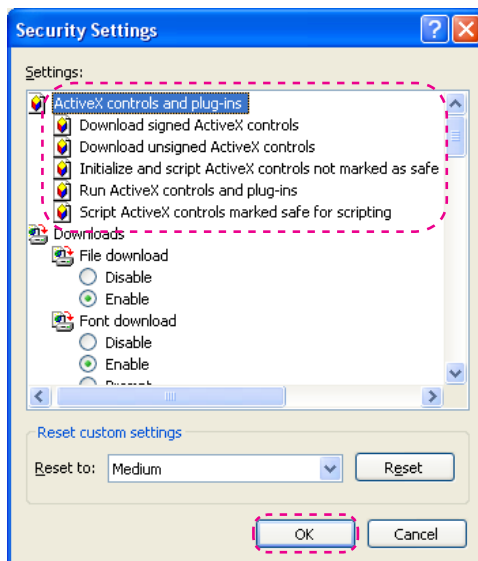 Security Settings
Settings:
ActiveX controls and plug-ins
Download signed ActiveX controls
Download unsigned ActiveX controls
Initialize and script ActiveX controls not marked as safe
Run ActiveX controls and plug-ins
Script ActiveX controls marked safe for scripting
Downloads
File download
Disable
Enable
Font download
Disable
Enable
Reset custom settings
Reset to: Medium Reset
OK Cancel